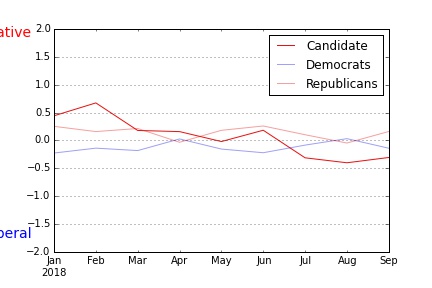 ative
beral
2.0
1.5
1.0
0.5
0.0
−0.5
−1.0
−1.5
−2.0
Jan Feb Mar Apr May Jun Jul Aug Sep
2018
Candidate
Democrats
Republicans